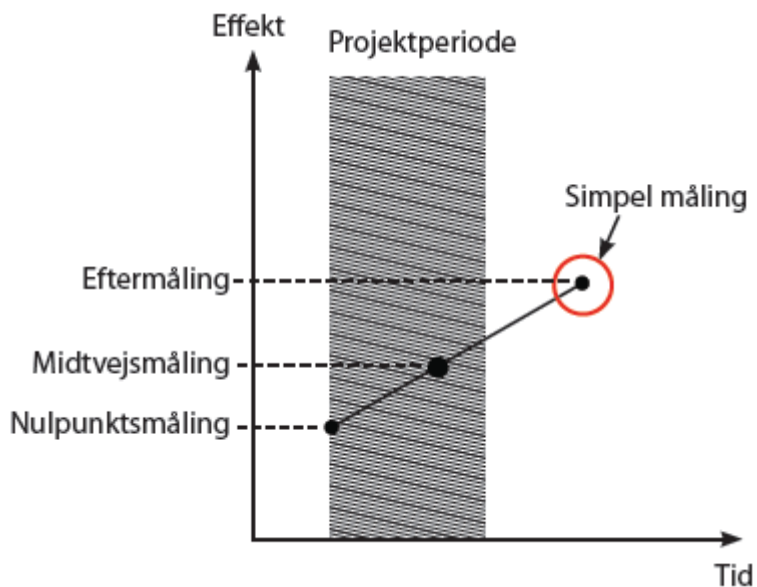 Effekt
Projektperiode
Simpel måling
Eftermåling
Midtvejsmåling
Nulpunktsmåling
Tid